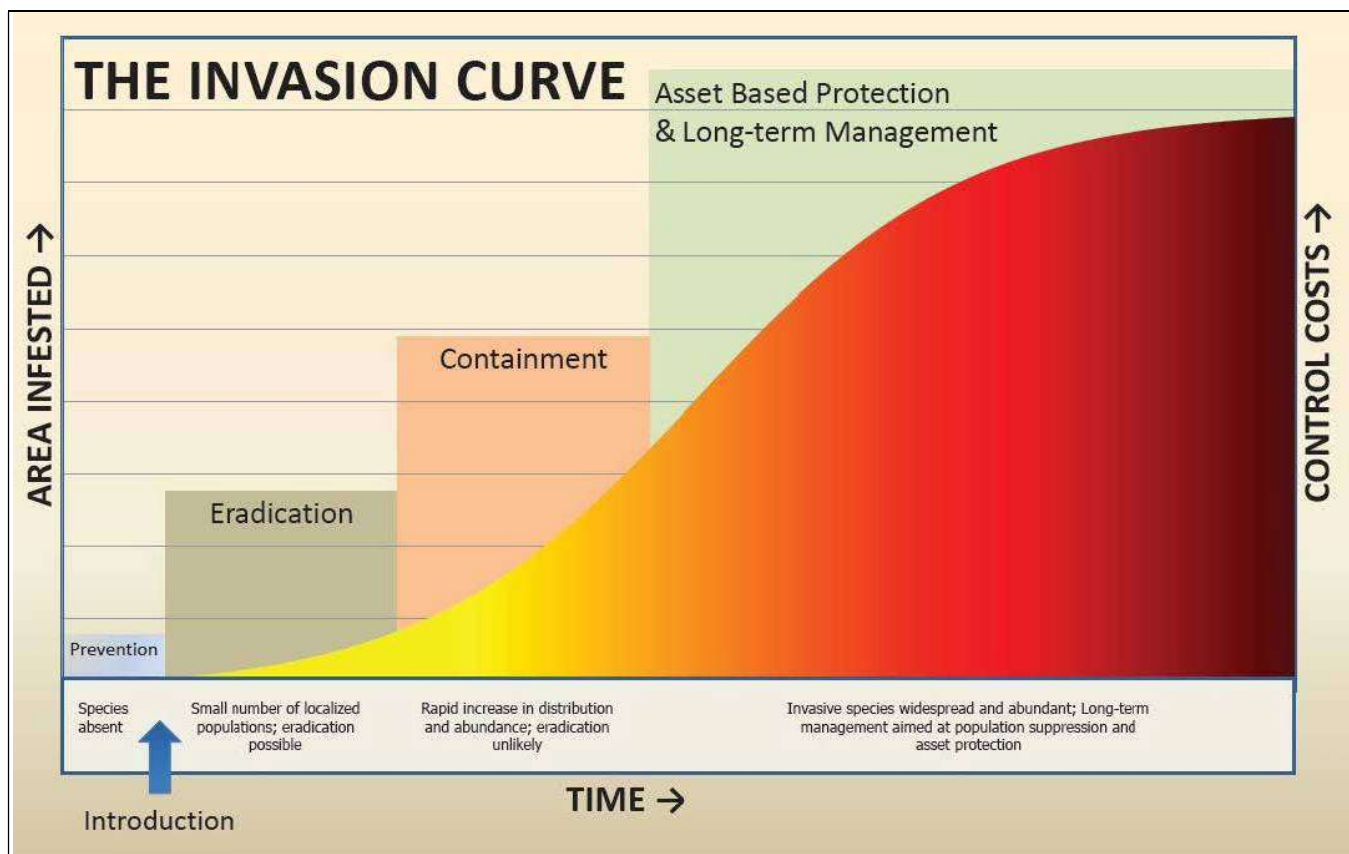 THE INVASION CURVE
Asset Based Protection
& Long-term Management
Containment
Eradication
Prevention
AREA INFESTED →
CONTROL COSTS →
Species
absent
Small number of localized
populations; eradication
possible
Rapid increase in distribution
and abundance; eradication
unlikely
Invasive species widespread and abundant; Long-term
management aimed at population suppression and
asset protection
TIME →
Introduction